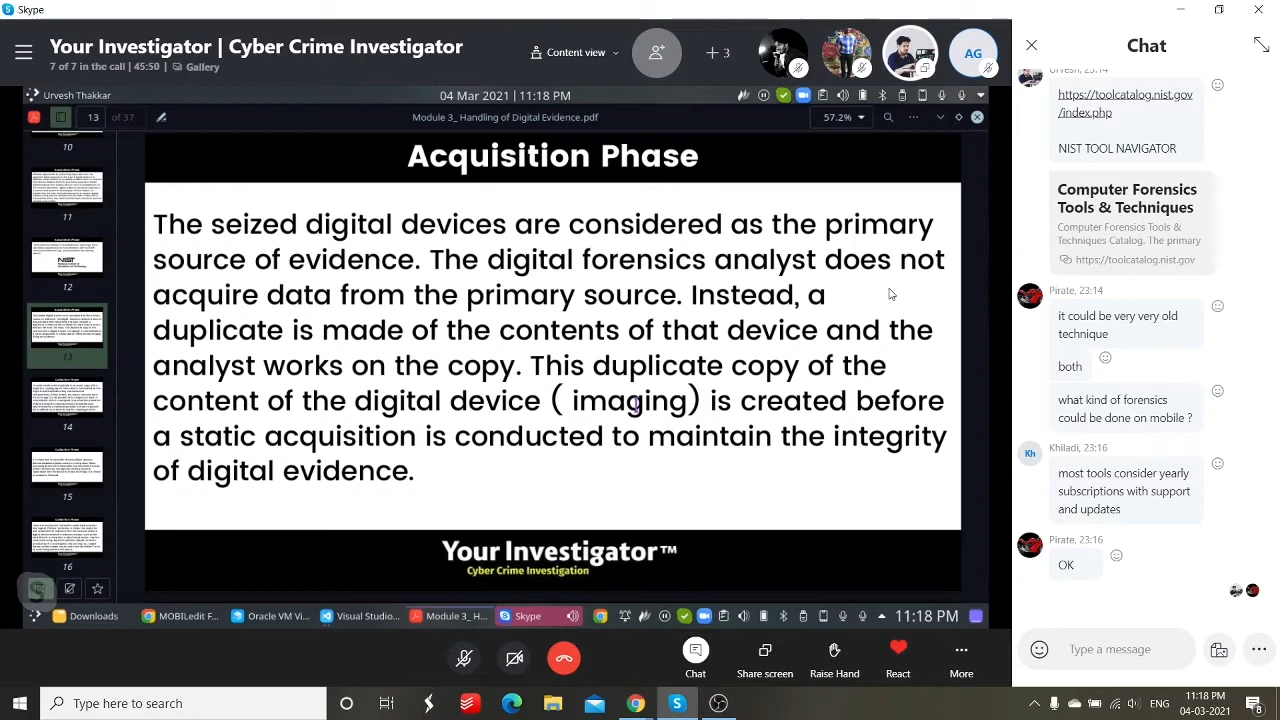 Skype
Your Investigator | Cyber Crime Investigator
7 of 7 in the call | 45:50 | Gallery
Content view
+ 3
AG
Urvesh Thakkar
04 Mar 2021 | 11:18 PM
13 of 37
Module 3_ Handling of Digital Evidence.pdf
57.2%
10
11
12
13
14
15
16
Acquisition Phase
The seized digital devices are considered as the primary
source of evidence. The digital forensics analyst does not
acquire data from the primary source. Instead, a
duplicate is made of the contents of that device and the
analyst works on the copy. This duplicate copy of the
content of the digital device ( imaging) is created before
a static acquisition is conducted to maintain the integrity
of digital evidence.
Your Investigator™
Cyber Crime Investigation
Downloads
MOBILedit F...
Oracle VM Vi...
Visual Studio...
Module 3_ H...
Skype
11:18 PM
Chat
Share screen
Raise Hand
React
More
Chat
Urvesh, 23:14
https://toolcatalog.nist.gov
/index.php
NIST TOOL NAVIGATOR
Computer Forensics
Tools & Techniques
Computer Forensics Tools &
Techniques Catalog. The primary
https://toolcatalog.nist.gov
Pirate, 23:14
it could be very very old
technique
both
what kind of forensics
could be done on mobile ?
Khiladi, 23:16
Kh
most tools consider yearly
subscriptions with support
and updates
Pirate, 23:16
OK
Type a message
Type here to search
ENG
11:18 PM
04-03-2021
8